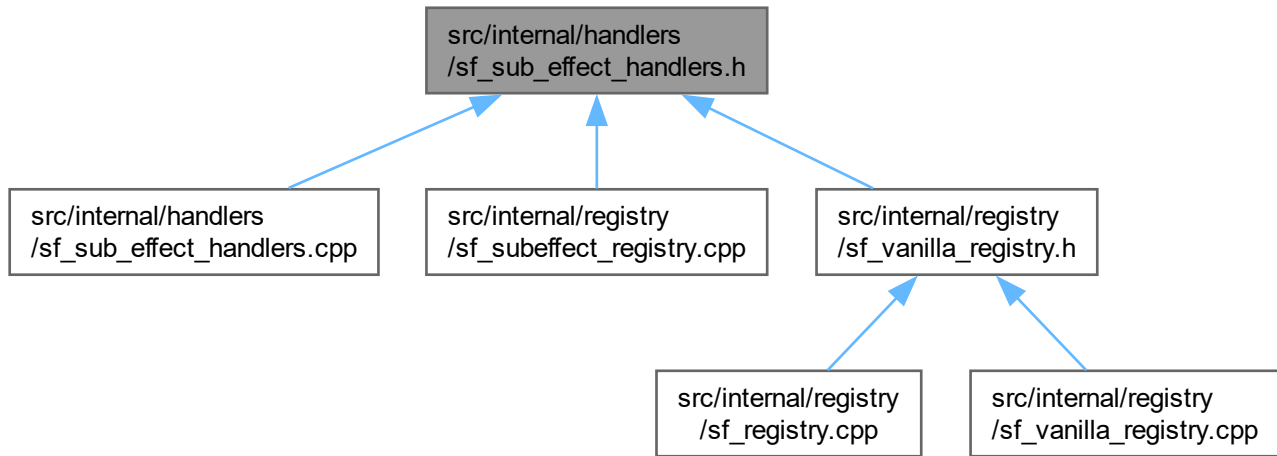 src/internal/handlers
/sf_sub_effect_handlers.h
src/internal/handlers
/sf_sub_effect_handlers.cpp
src/internal/registry
/sf_subeffect_registry.cpp
src/internal/registry
/sf_vanilla_registry.h
src/internal/registry
/sf_registry.cpp
src/internal/registry
/sf_vanilla_registry.cpp